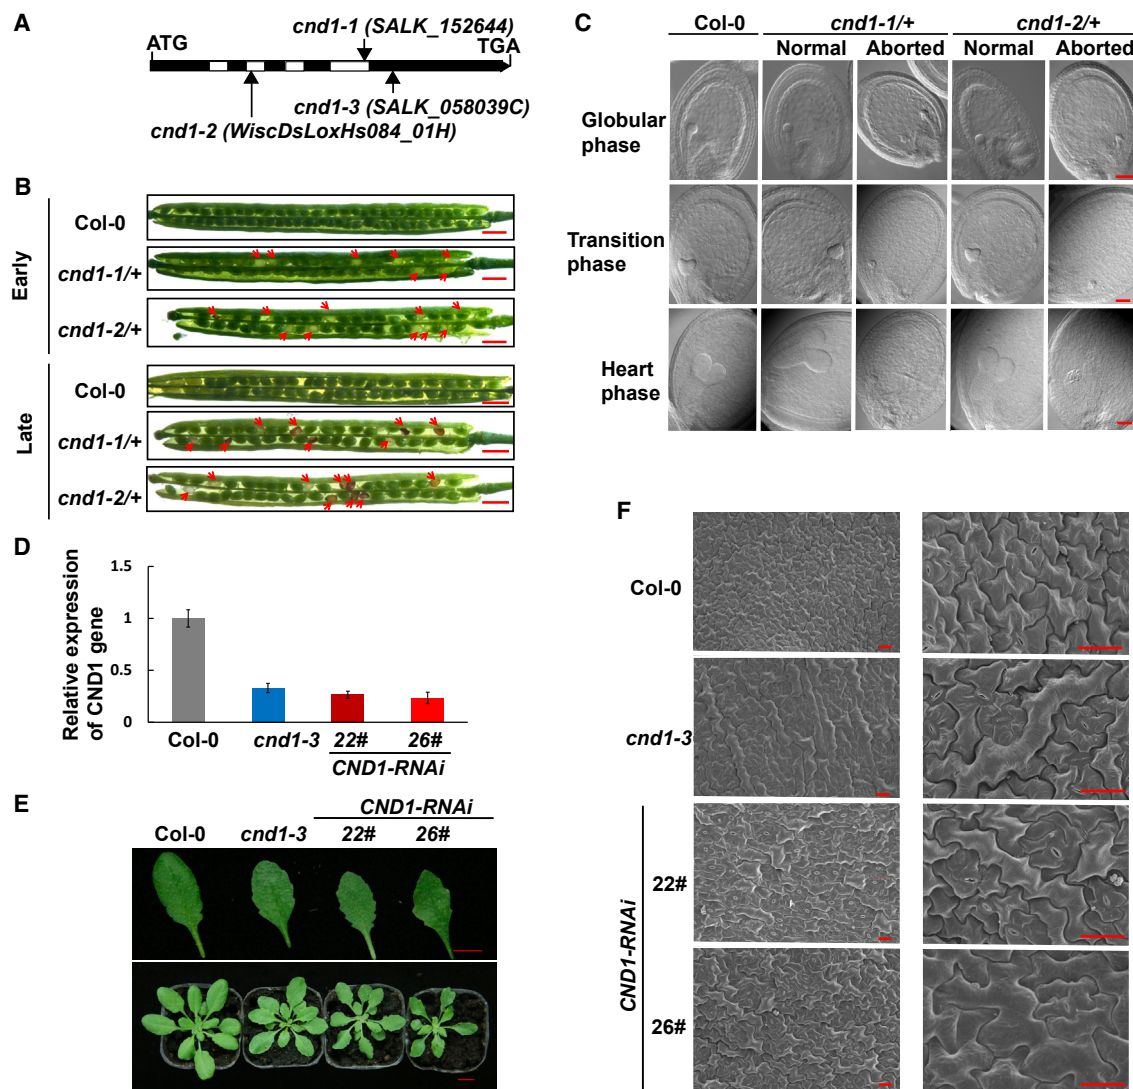 A
cnd1-1 (SALK_152644)
ATG
TGA
cnd1-3 (SALK_058039C)
cnd1-2 (WiscDsLoxHs084_01H)
B
Early
Col-0
cnd1-1/+
cnd1-2/+
Late
Col-0
cnd1-1/+
cnd1-2/+
C
Col-0 cnd1-1/+ cnd1-2/+
Normal Aborted Normal Aborted
Globular
phase
Transition
phase
Heart
phase
D
Relative expression
of CND1 gene
1.5
1
0.5
0
Col-0 cnd1-3 22# 26#
CND1-RNAi
E
CND1-RNAi
Col-0 cnd1-3 22# 26#
F
Col-0
cnd1-3
CND1-RNAi
22#
26#